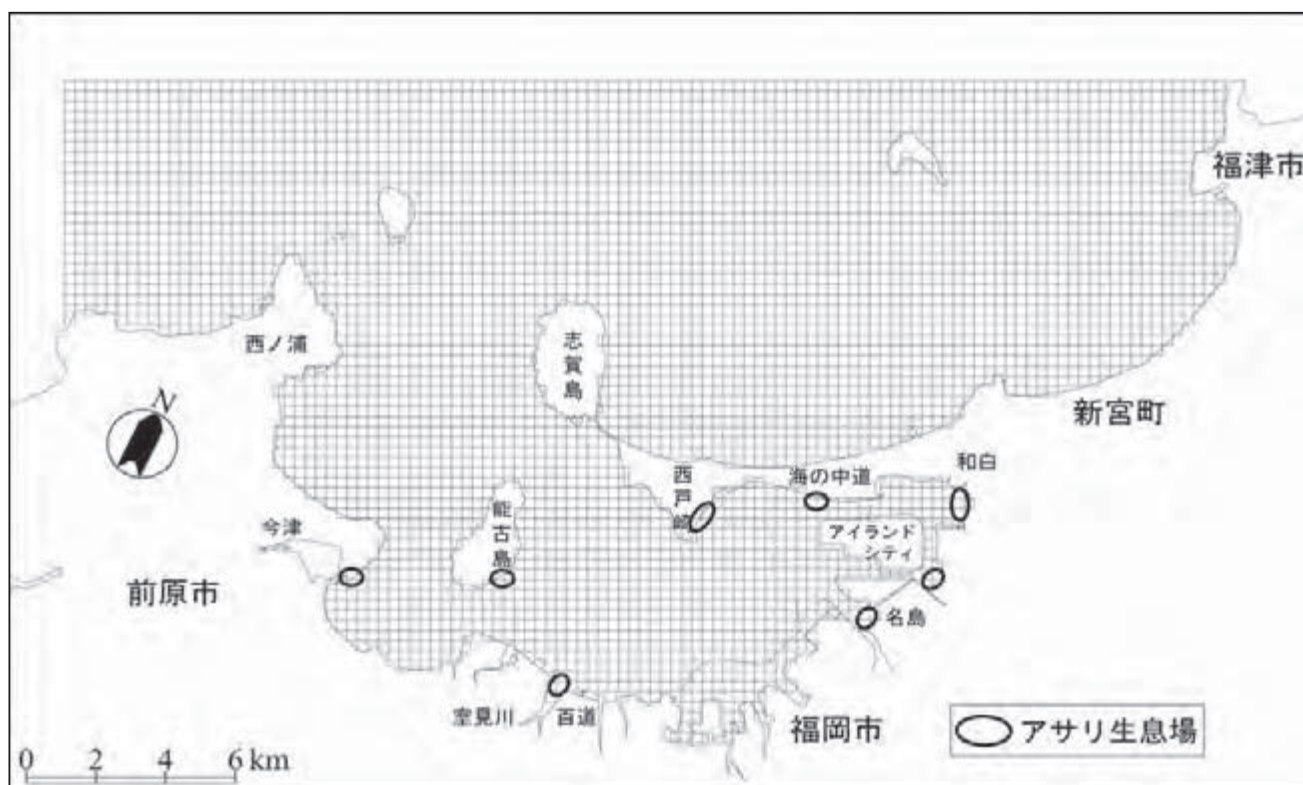 福津市
西ノ浦
志賀島
N
新宮町
和白
海の中道
西戸崎
能古島
アイランド
シティ
今津
前原市
名島
室見川
百道
福岡市
アサリ生息場
0 2 4 6 km